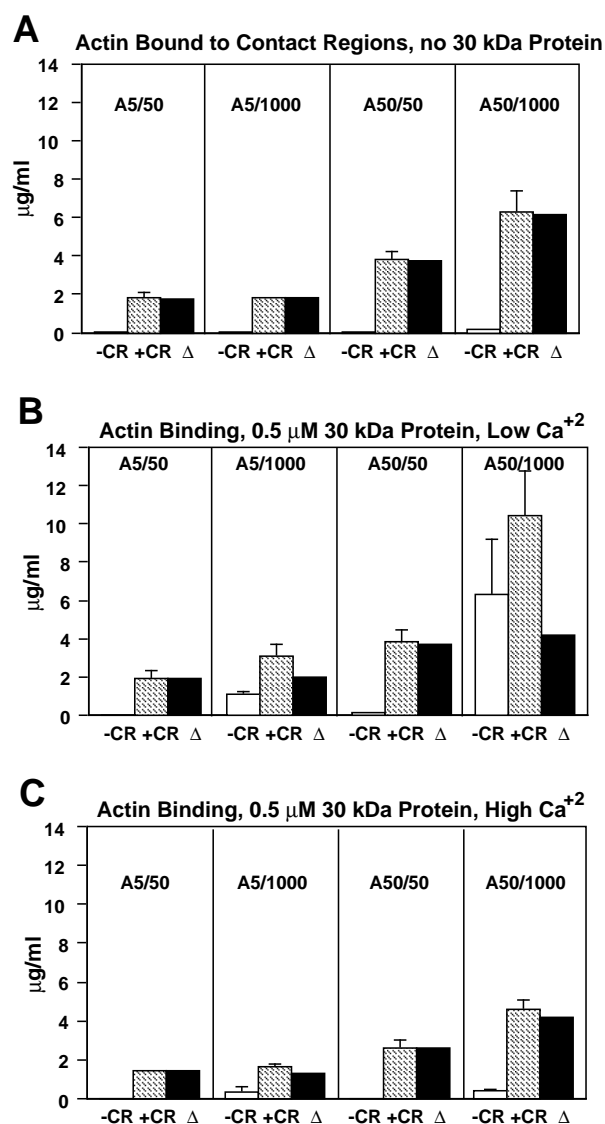 A
Actin Bound to Contact Regions, no 30 kDa Protein
14
12
10
8
6
4
2
0
μg/ml
A5/50 A5/1000 A50/50 A50/1000
-CR +CR Δ -CR +CR Δ -CR +CR Δ -CR +CR Δ
B
Actin Binding, 0.5 μM 30 kDa Protein, Low Ca+2
14
12
10
8
6
4
2
0
μg/ml
A5/50 A5/1000 A50/50 A50/1000
-CR +CR Δ -CR +CR Δ -CR +CR Δ -CR +CR Δ
C
Actin Binding, 0.5 μM 30 kDa Protein, High Ca+2
14
12
10
8
6
4
2
0
μg/ml
A5/50 A5/1000 A50/50 A50/1000
-CR +CR Δ -CR +CR Δ -CR +CR Δ -CR +CR Δ